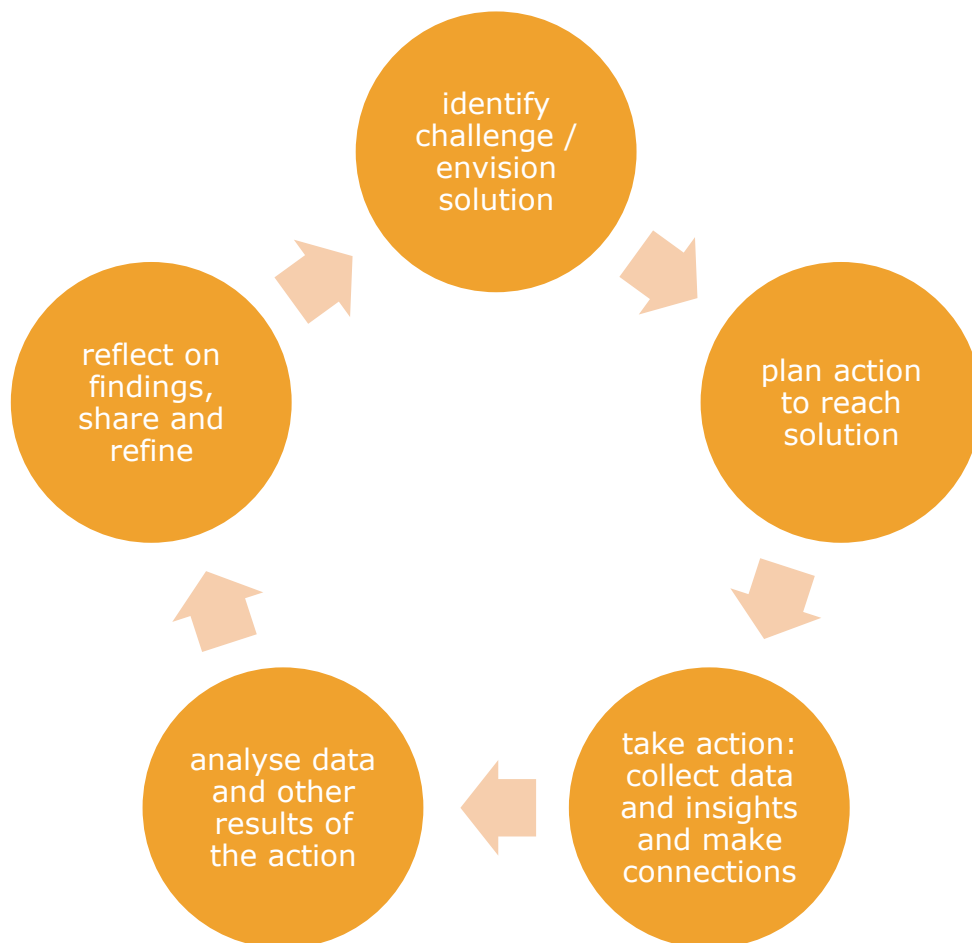 identify
challenge /
envision
solution
plan action
to reach
solution
take action:
collect data
and insights
and make
connections
analyse data
and other
results of
the action
reflect on
findings,
share and
refine